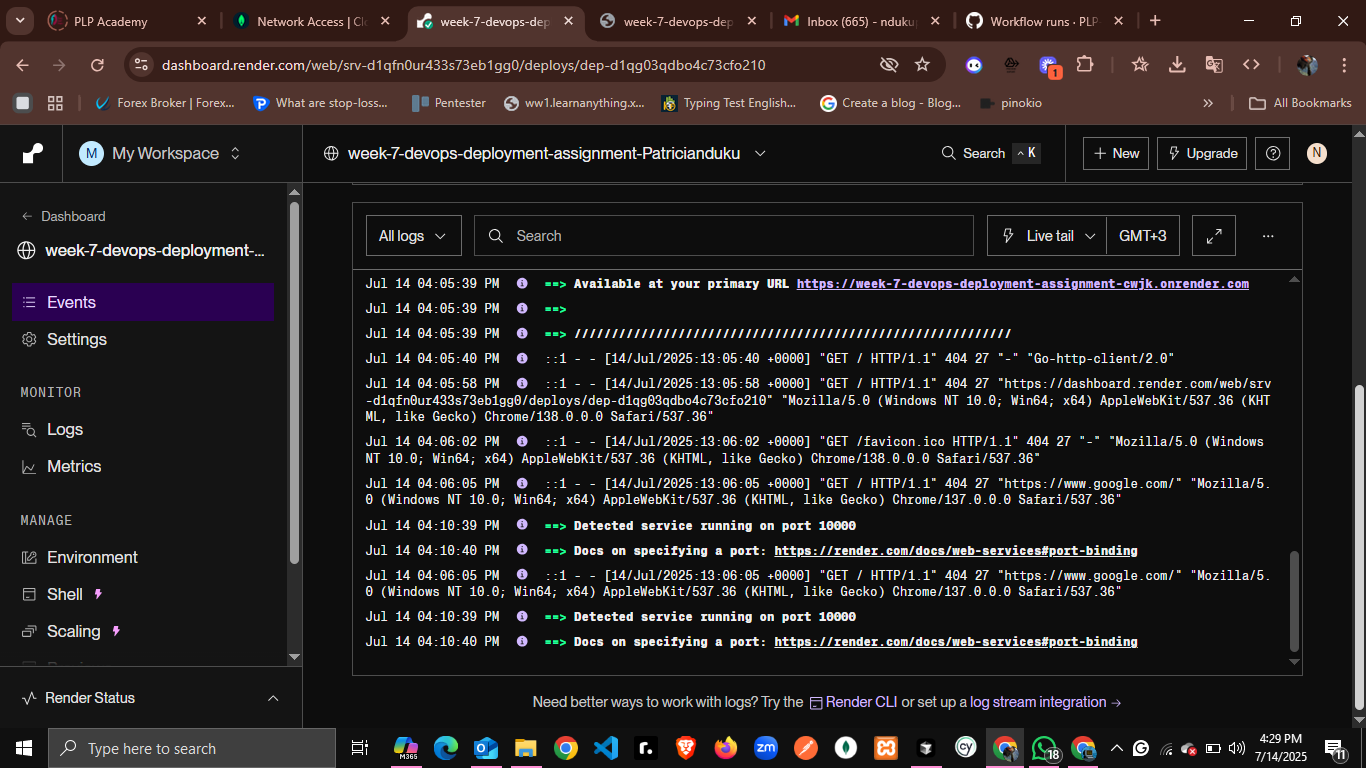 PLP Academy
Network Access | Clo
week-7-devops-dep
week-7-devops-dep
Inbox (665) - nduku
Workflow runs · PLP
dashboard.render.com/web/srv-d1qfn0ur433s73eb1gg0/deploys/dep-d1qg03qdbo4c73cfo210
1
Forex Broker | Forex...
What are stop-loss...
Pentester
ww1.learnanything.x...
Typing Test English...
Create a blog - Blog...
pinokio
»
All Bookmarks
M
My Workspace
week-7-devops-deployment-assignment-Patricianduku
Search
K
+ New
Upgrade
N
← Dashboard
week-7-devops-deployment-...
Events
Settings
MONITOR
Logs
Metrics
MANAGE
Environment
Shell
Scaling
Render Status
All logs
Search
Live tail
GMT+3
...
Jul 14 04:05:39 PM ==> Available at your primary URL https://week-7-devops-deployment-assignment-cwjk.onrender.com
Jul 14 04:05:39 PM ==>
Jul 14 04:05:39 PM ==> ///////////////////////////////////////////////////////////
Jul 14 04:05:40 PM ::1 - - [14/Jul/2025:13:05:40 +0000] "GET / HTTP/1.1" 404 27 "-" "Go-http-client/2.0"
Jul 14 04:05:58 PM ::1 - - [14/Jul/2025:13:05:58 +0000] "GET / HTTP/1.1" 404 27 "https://dashboard.render.com/web/srv
-d1qfn0ur433s73eb1gg0/deploys/dep-d1qg03qdbo4c73cfo210" "Mozilla/5.0 (Windows NT 10.0; Win64; x64) AppleWebKit/537.36 (KHT
ML, like Gecko) Chrome/138.0.0.0 Safari/537.36"
Jul 14 04:06:02 PM ::1 - - [14/Jul/2025:13:06:02 +0000] "GET /favicon.ico HTTP/1.1" 404 27 "-" "Mozilla/5.0 (Windows
NT 10.0; Win64; x64) AppleWebKit/537.36 (KHTML, like Gecko) Chrome/138.0.0.0 Safari/537.36"
Jul 14 04:06:05 PM ::1 - - [14/Jul/2025:13:06:05 +0000] "GET / HTTP/1.1" 404 27 "https://www.google.com/" "Mozilla/5.
0 (Windows NT 10.0; Win64; x64) AppleWebKit/537.36 (KHTML, like Gecko) Chrome/137.0.0.0 Safari/537.36"
Jul 14 04:10:39 PM ==> Detected service running on port 10000
Jul 14 04:10:40 PM ==> Docs on specifying a port: https://render.com/docs/web-services#port-binding
Jul 14 04:06:05 PM ::1 - - [14/Jul/2025:13:06:05 +0000] "GET / HTTP/1.1" 404 27 "https://www.google.com/" "Mozilla/5.
0 (Windows NT 10.0; Win64; x64) AppleWebKit/537.36 (KHTML, like Gecko) Chrome/137.0.0.0 Safari/537.36"
Jul 14 04:10:39 PM ==> Detected service running on port 10000
Jul 14 04:10:40 PM ==> Docs on specifying a port: https://render.com/docs/web-services#port-binding
Need better ways to work with logs? Try the Render CLI or set up a log stream integration →
Type here to search
M365
zm
r.
cy
18
4:29 PM
7/14/2025
11